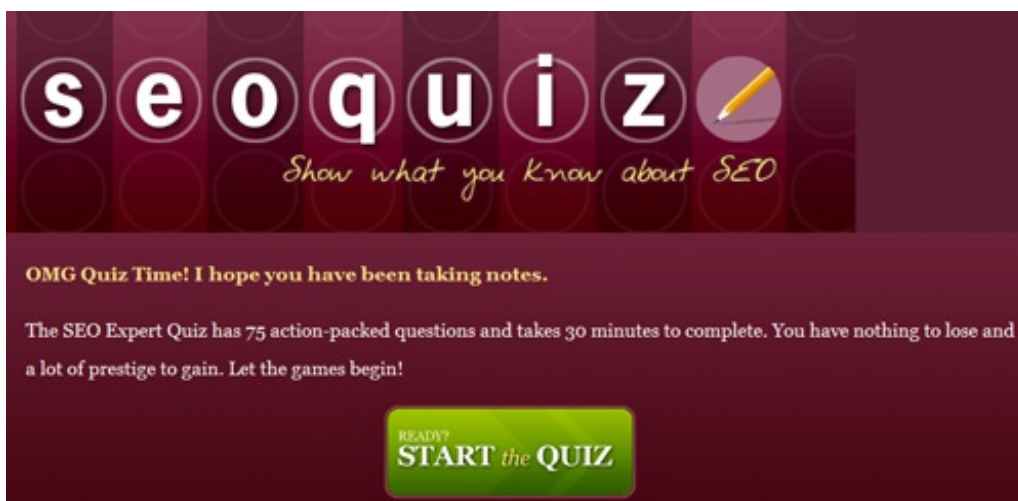 seoquiz
Show what you know about SEO
OMG Quiz Time! I hope you have been taking notes.
The SEO Expert Quiz has 75 action-packed questions and takes 30 minutes to complete. You have nothing to lose and
a lot of prestige to gain. Let the games begin!
READY?
START the QUIZ